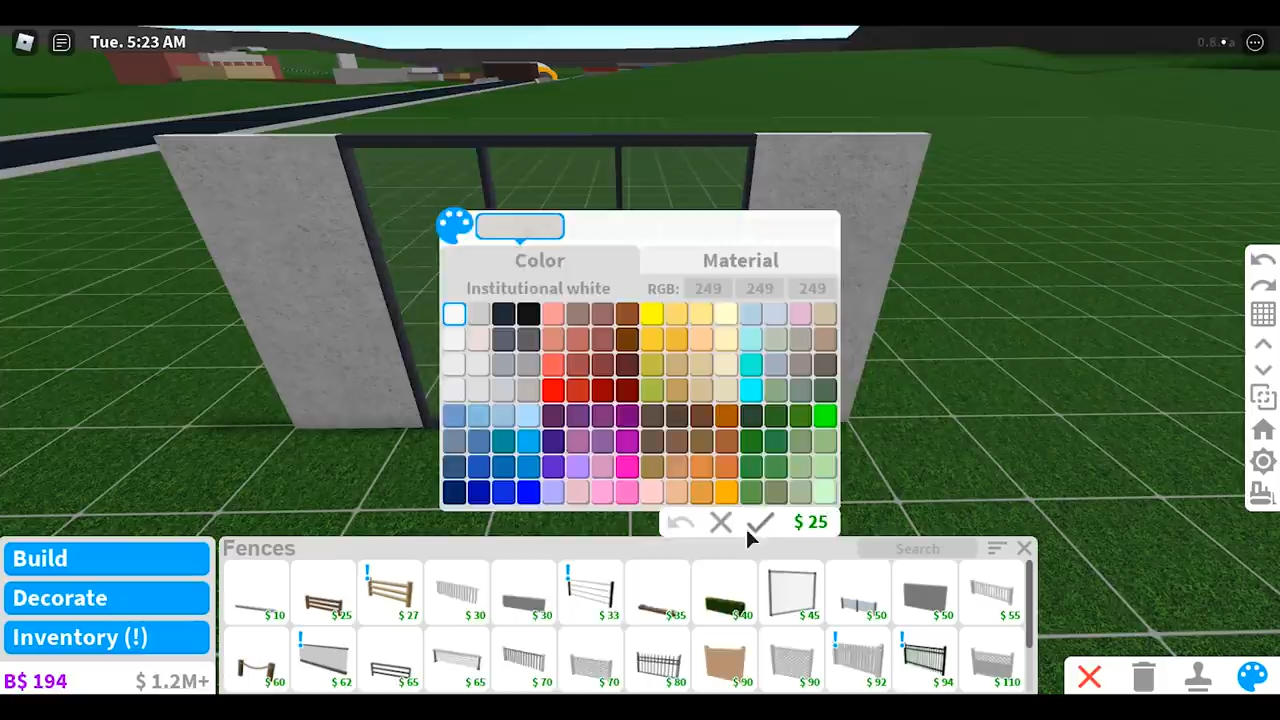 Tue. 5:23 AM
Color
Material
Institutional white
RGB: 249 249 249
$ 25
Build
Decorate
Inventory (!)
B$ 194
$ 1.2M+
Fences
Search
$ 10
$ 25
! $ 27
$ 30
$ 30
! $ 33
$ 35
$ 40
$ 45
$ 50
$ 50
$ 55
$ 60
! $ 62
$ 65
$ 65
$ 70
$ 70
$ 80
$ 90
$ 90
! $ 92
! $ 94
$ 110